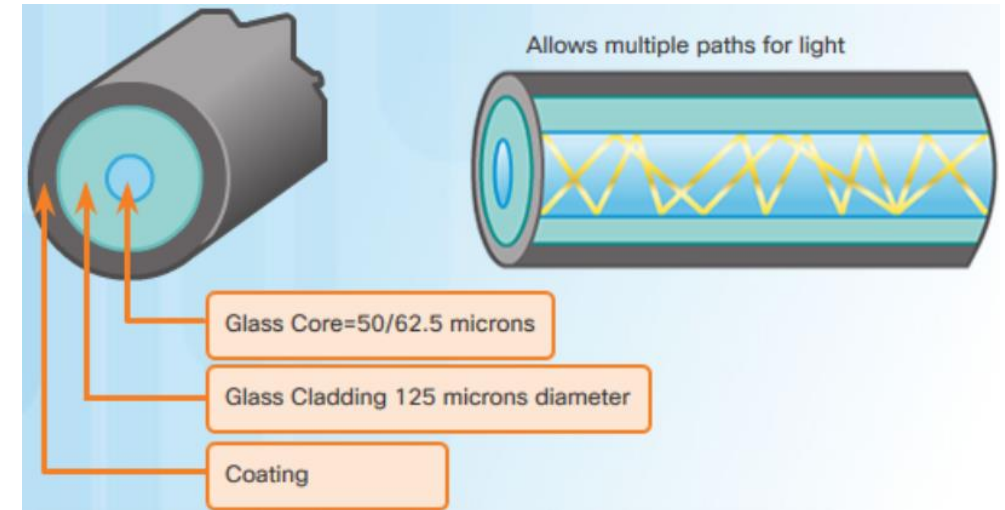 Allows multiple paths for light
Glass Core=50/62.5 microns
Glass Cladding 125 microns diameter
Coating